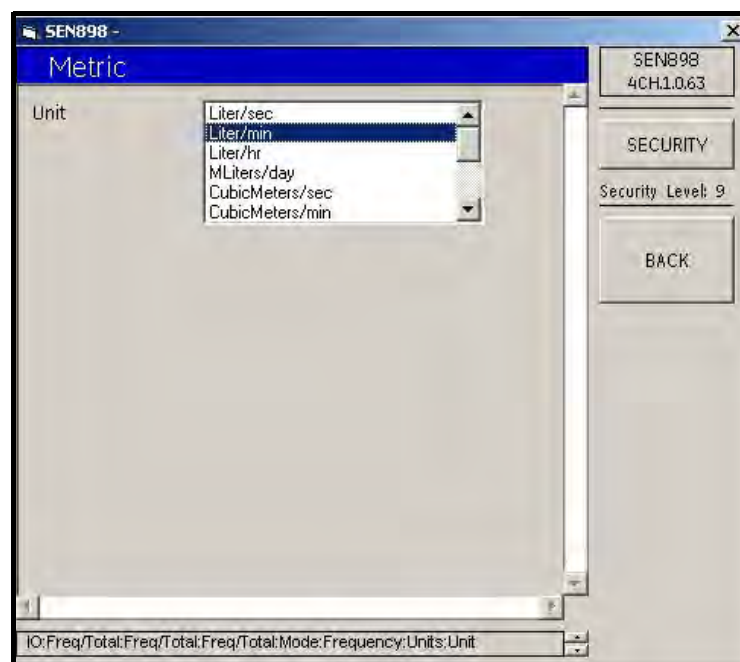 SEN898 -
Metric
Unit
Liter/sec
Liter/min
Liter/hr
MLiters/day
CubicMeters/sec
CubicMeters/min
SEN898
4CH.1.0.63
SECURITY
Security Level: 9
BACK
IO:Freq/Total:Freq/Total:Freq/Total:Mode:Frequency:Units:Unit